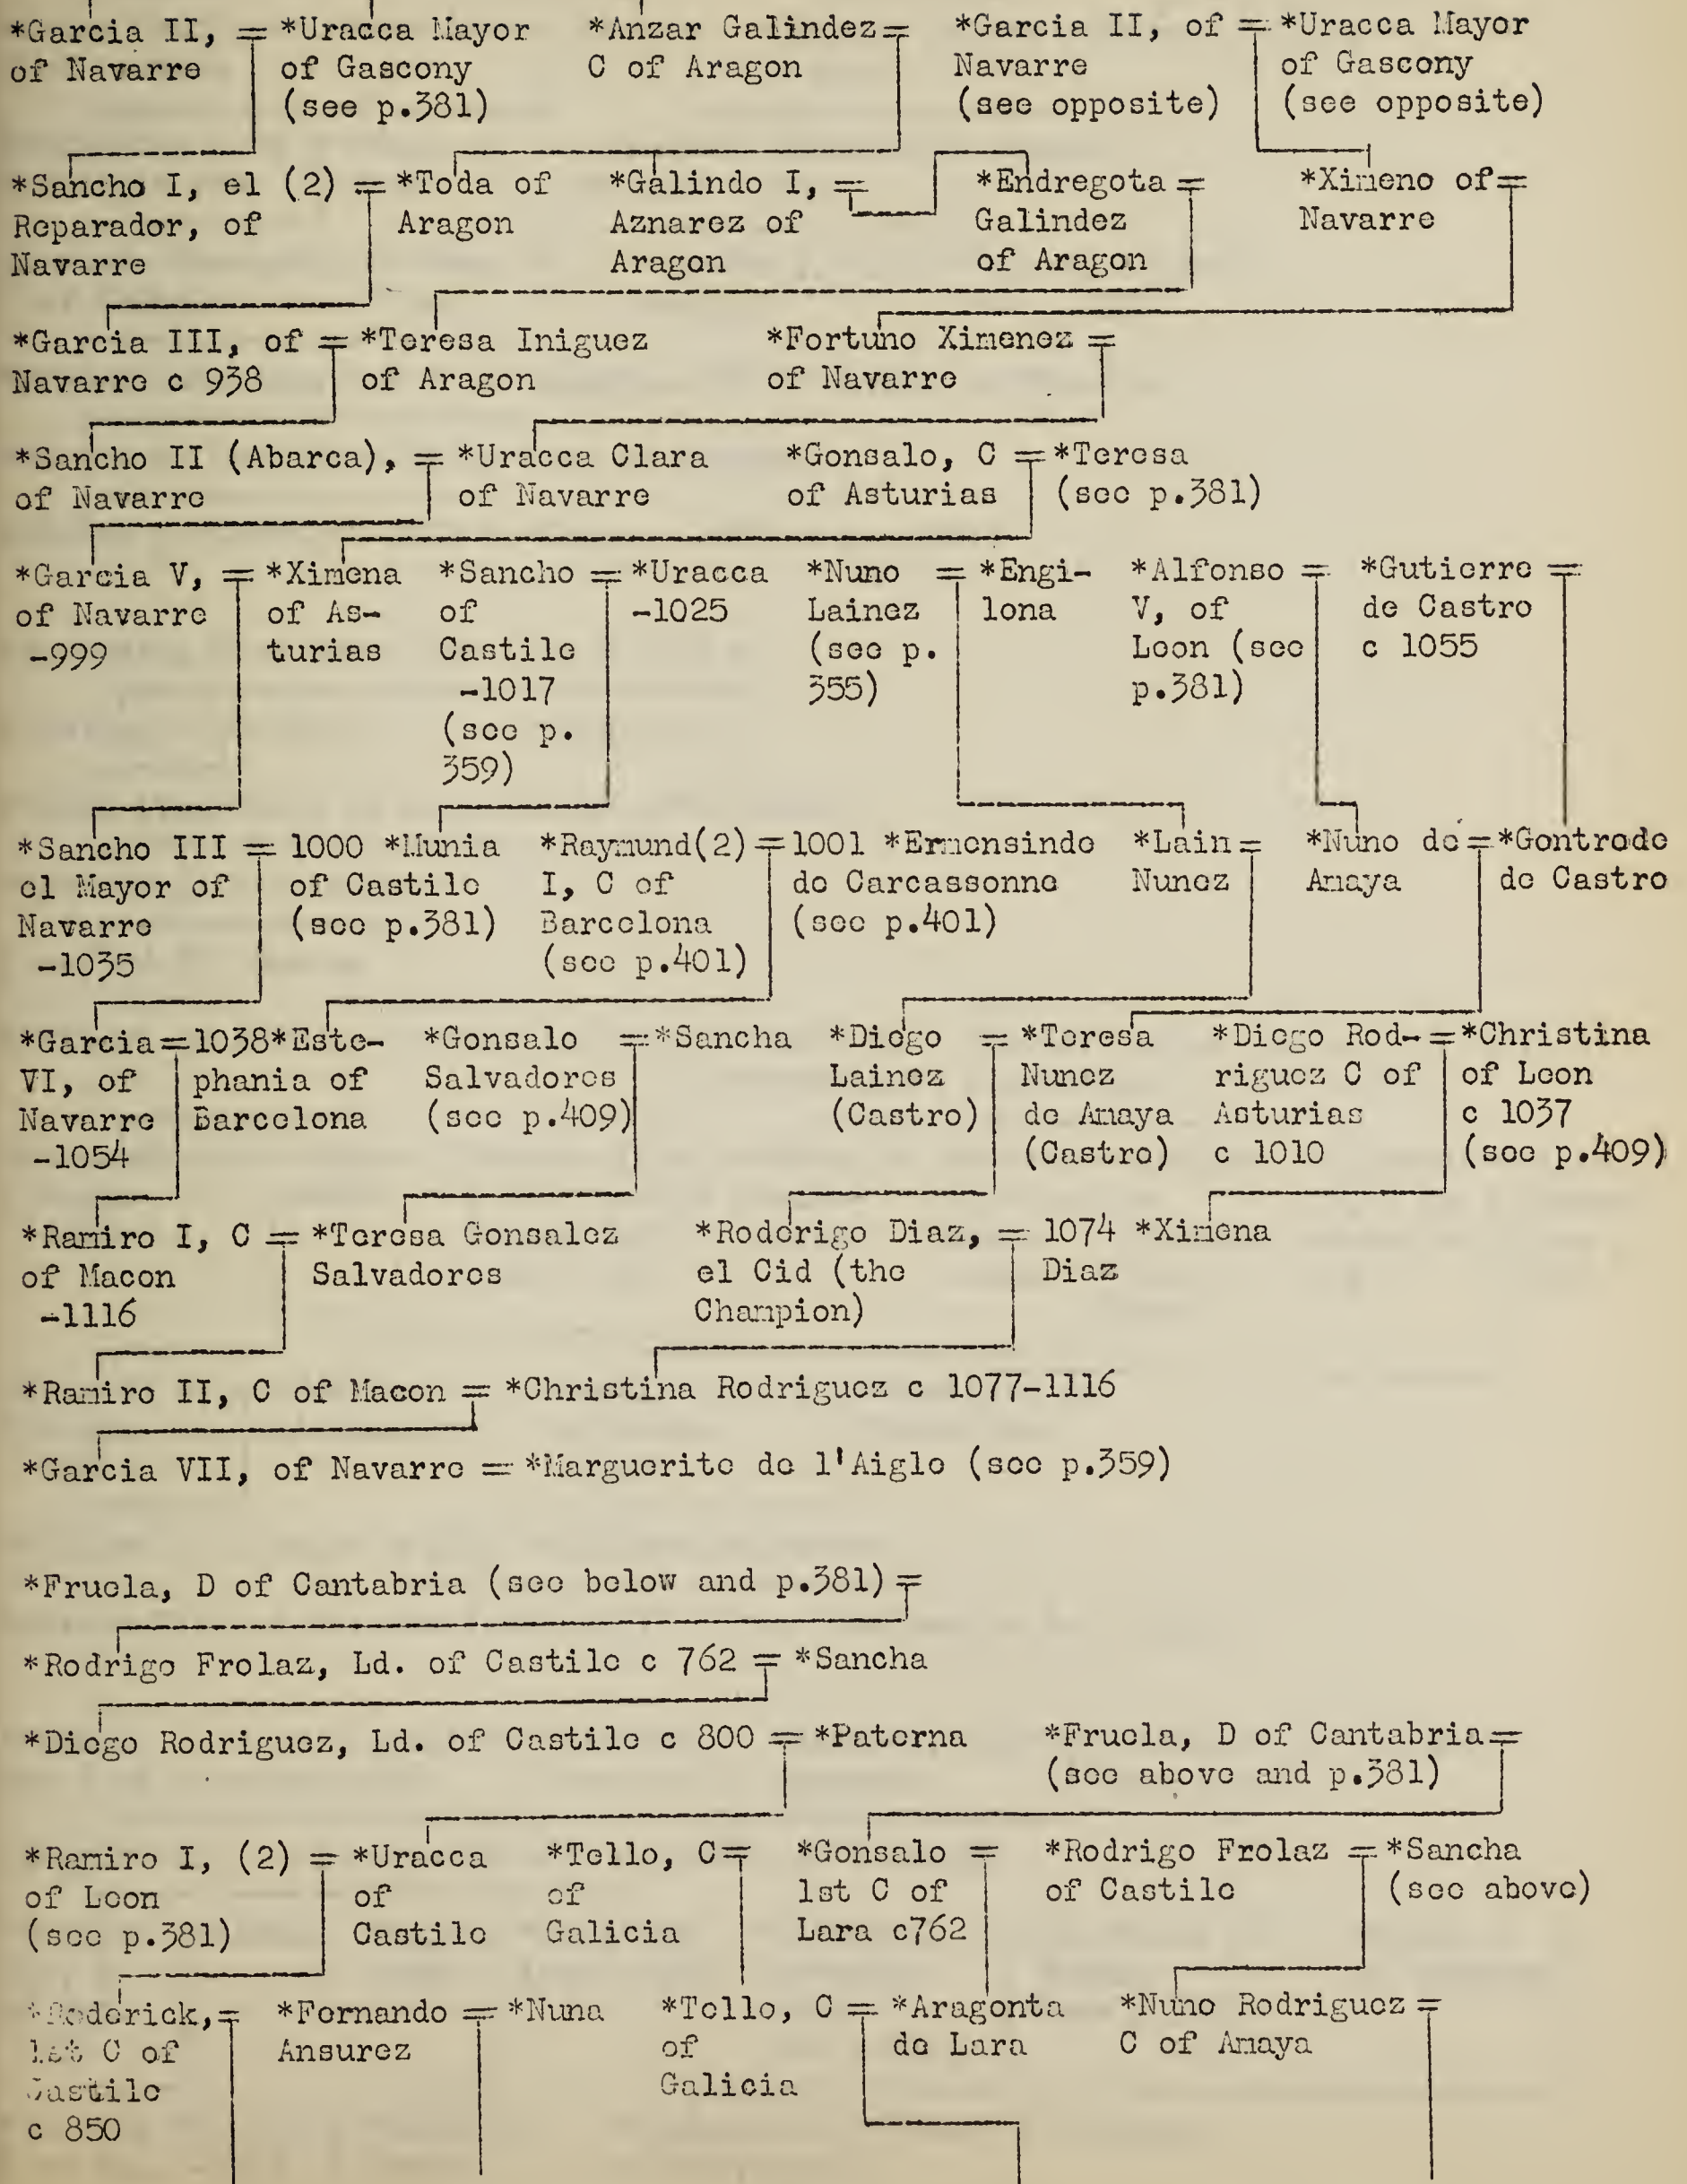 *Garcia II, = *Uracca Mayor *Anzar Galindez= *Garcia II, of = *Uracca Mayor
of Navarre of Gascony C of Aragon Navarre of Gascony
(see p.381) (see opposite) (see opposite)
*Sancho I, el (2) = *Toda of *Galindo I, = *Endregota = *Ximeno of=
Reparador, of Aragon Aznarez of Galindez Navarre
Navarre Aragon of Aragon
*Garcia III, of = *Teresa Iniguez *Fortuno Ximenez =
Navarre c 938 of Aragon of Navarre
*Sancho II (Abarca), = *Uracca Clara *Gonsalo, C = *Teresa
of Navarre of Navarre of Asturias (see p.381)
*Garcia V, = *Ximena *Sancho = *Uracca *Nuno = *Engi- *Alfonso = *Gutierre =
of Navarre of As- of -1025 Lainez lona V, of de Castro
-999 turias Castile (see p. Leon (see c 1055
-1017 355) p.381)
(see p.
359)
*Sancho III = 1000 *Munia *Raymund(2) = 1001 *Ermensinde *Lain = *Nuno de = *Gontrode
el Mayor of of Castile I, C of de Carcassonne Nunez Amaya de Castro
Navarre (see p.381) Barcelona (see p.401)
-1035 (see p.401)
*Garcia = 1038*Este- *Gonsalo = *Sancha *Diego = *Teresa *Diego Rod- = *Christina
VI, of phania of Salvadores Lainez Nunez riguez C of of Leon
Navarre Barcelona (see p.409) (Castro) de Amaya Asturias c 1037
-1054 (Castro) c 1010 (see p.409)
*Ramiro I, C = *Teresa Gonsalez *Roderigo Diaz, = 1074 *Ximena
of Macon Salvadores el Cid (the Diaz
-1116 Champion)
*Ramiro II, C of Macon = *Christina Rodriguez c 1077-1116
*Garcia VII, of Navarre = *Marguerite de l'Aigle (see p.359)
*Fruela, D of Cantabria (see below and p.381) =
*Rodrigo Frolaz, Ld. of Castile c 762 = *Sancha
*Diego Rodriguez, Ld. of Castile c 800 = *Paterna *Fruela, D of Cantabria=
(see above and p.381)
*Ramiro I, (2) = *Uracca *Tello, C= *Gonsalo = *Rodrigo Frolaz = *Sancha
of Leon of of 1st C of of Castile (see above)
(see p.381) Castile Galicia Lara c762
*Roderick,= *Fernando = *Nuna *Tello, C = *Aragonta *Nuno Rodriguez =
1st C of Ansurez of de Lara C of Amaya
Castile Galicia
c 850